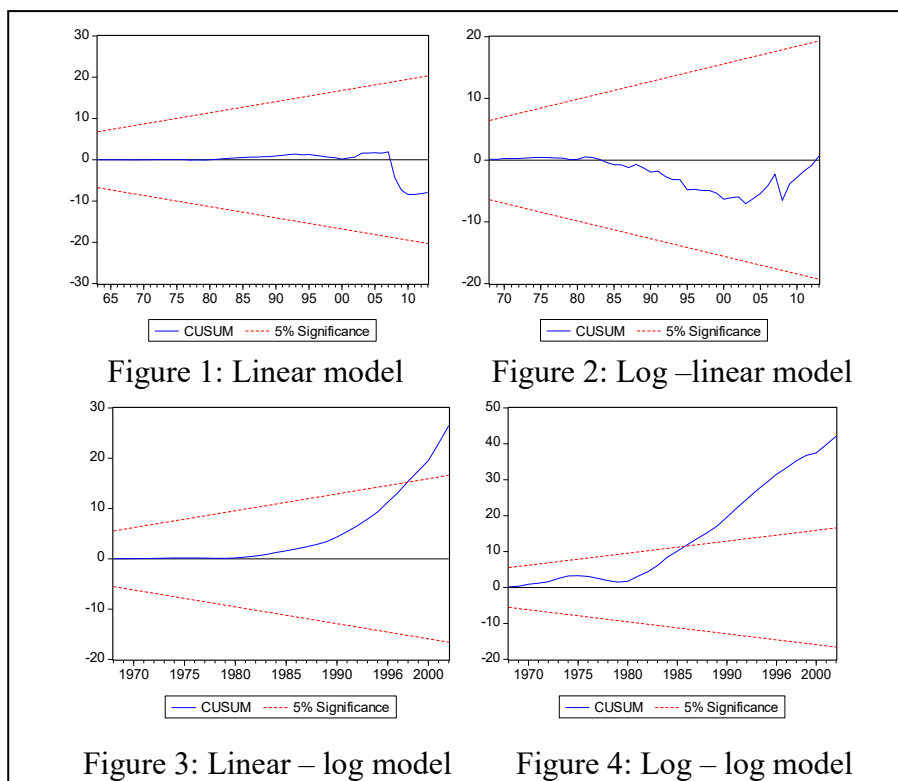 30
20
10
0
-10
-20
-30
65 70 75 80 85 90 95 00 05 10
CUSUM 5% Significance
Figure 1: Linear model
20
10
0
-10
-20
70 75 80 85 90 95 00 05 10
CUSUM 5% Significance
Figure 2: Log –linear model
30
20
10
0
-10
-20
1970 1975 1980 1985 1990 1996 2000
CUSUM 5% Significance
Figure 3: Linear – log model
50
40
30
20
10
0
-10
-20
1970 1975 1980 1985 1990 1996 2000
CUSUM 5% Significance
Figure 4: Log – log model